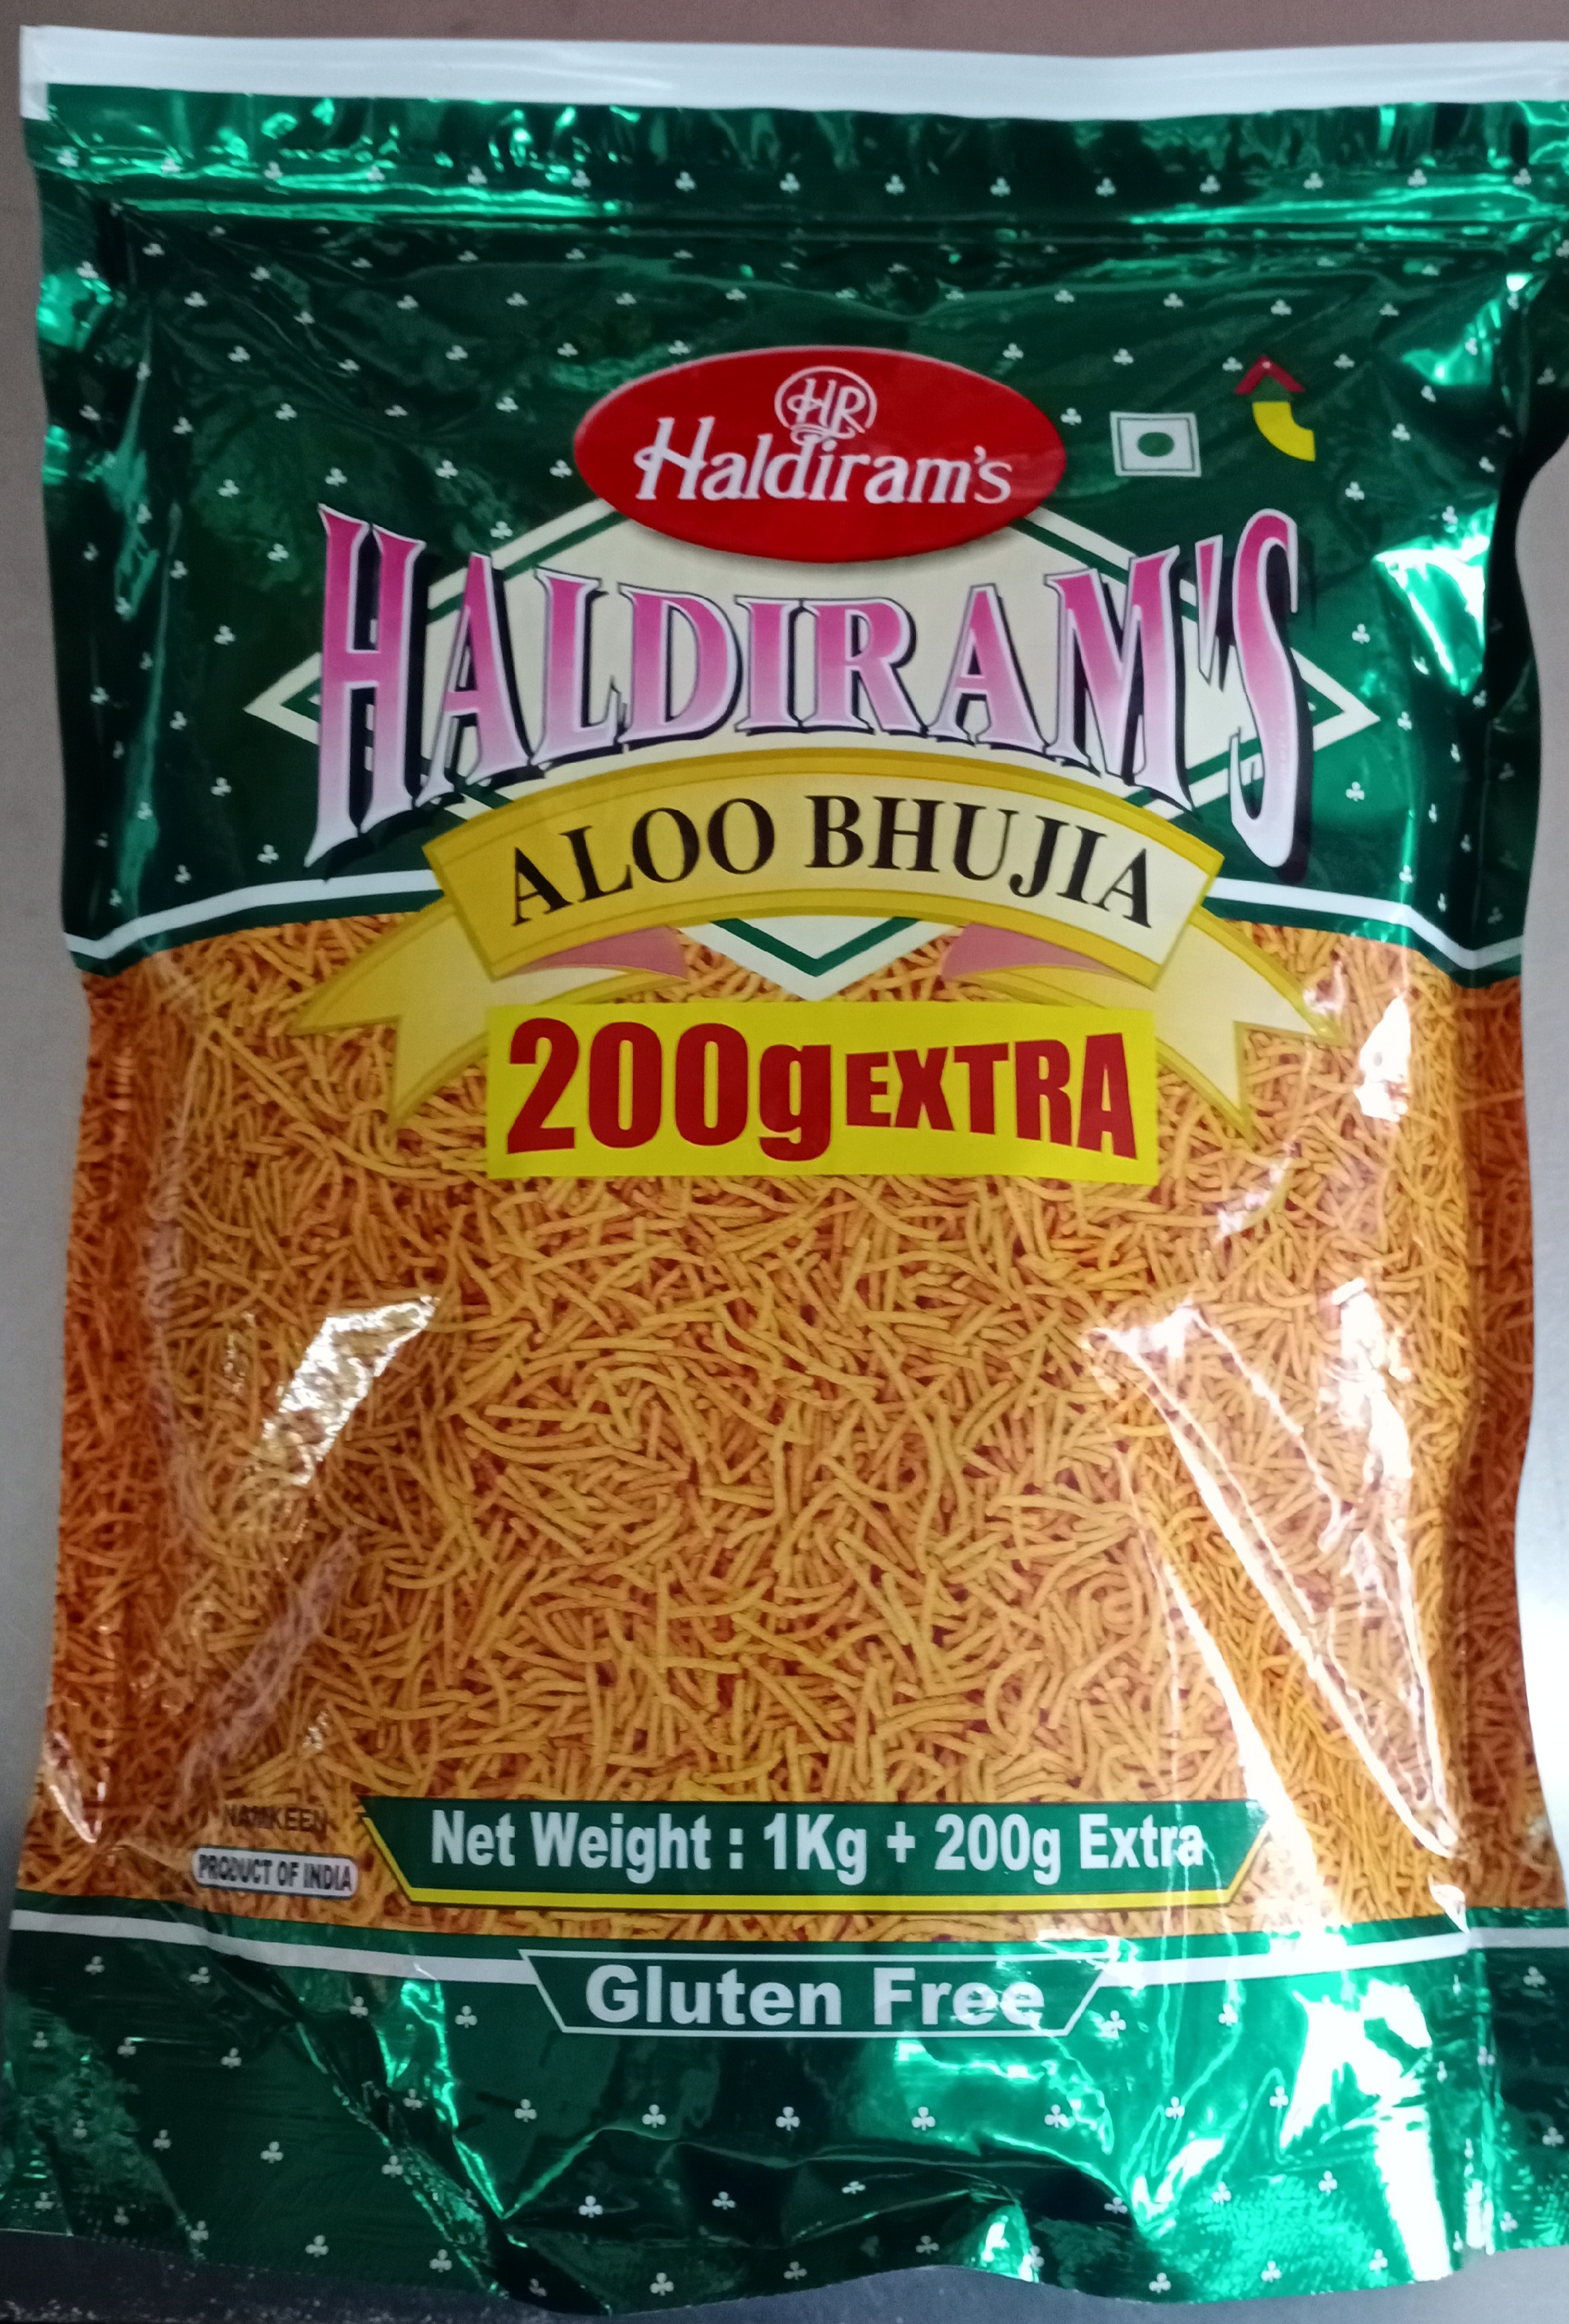 HR
Haldiram's
HALDIRAM'S
ALOO BHUJIA
200g EXTRA
NAMKEEN
PRODUCT OF INDIA
Net Weight : 1Kg + 200g Extra
Gluten Free